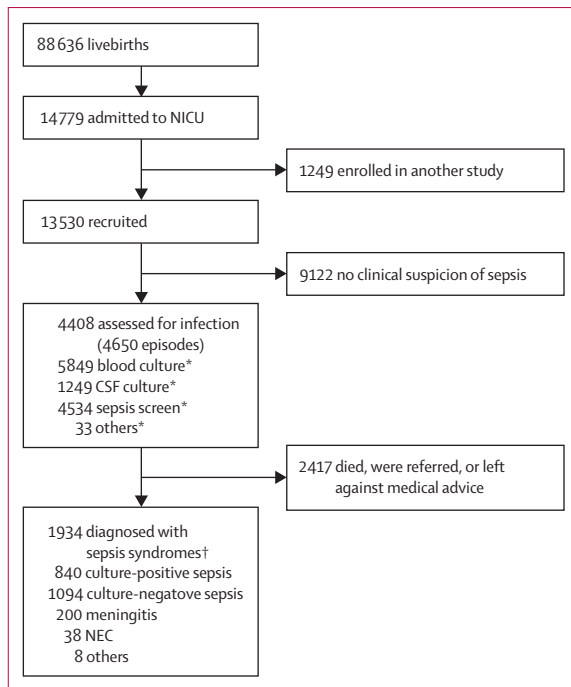 88 636 livebirths
14 779 admitted to NICU
1249 enrolled in another study
13 530 recruited
9122 no clinical suspicion of sepsis
4408 assessed for infection
(4650 episodes)
5849 blood culture*
1249 CSF culture*
4534 sepsis screen*
33 others*
2417 died, were referred, or left
against medical advice
1934 diagnosed with
sepsis syndromes†
840 culture-positive sepsis
1094 culture-negatove sepsis
200 meningitis
38 NEC
8 others